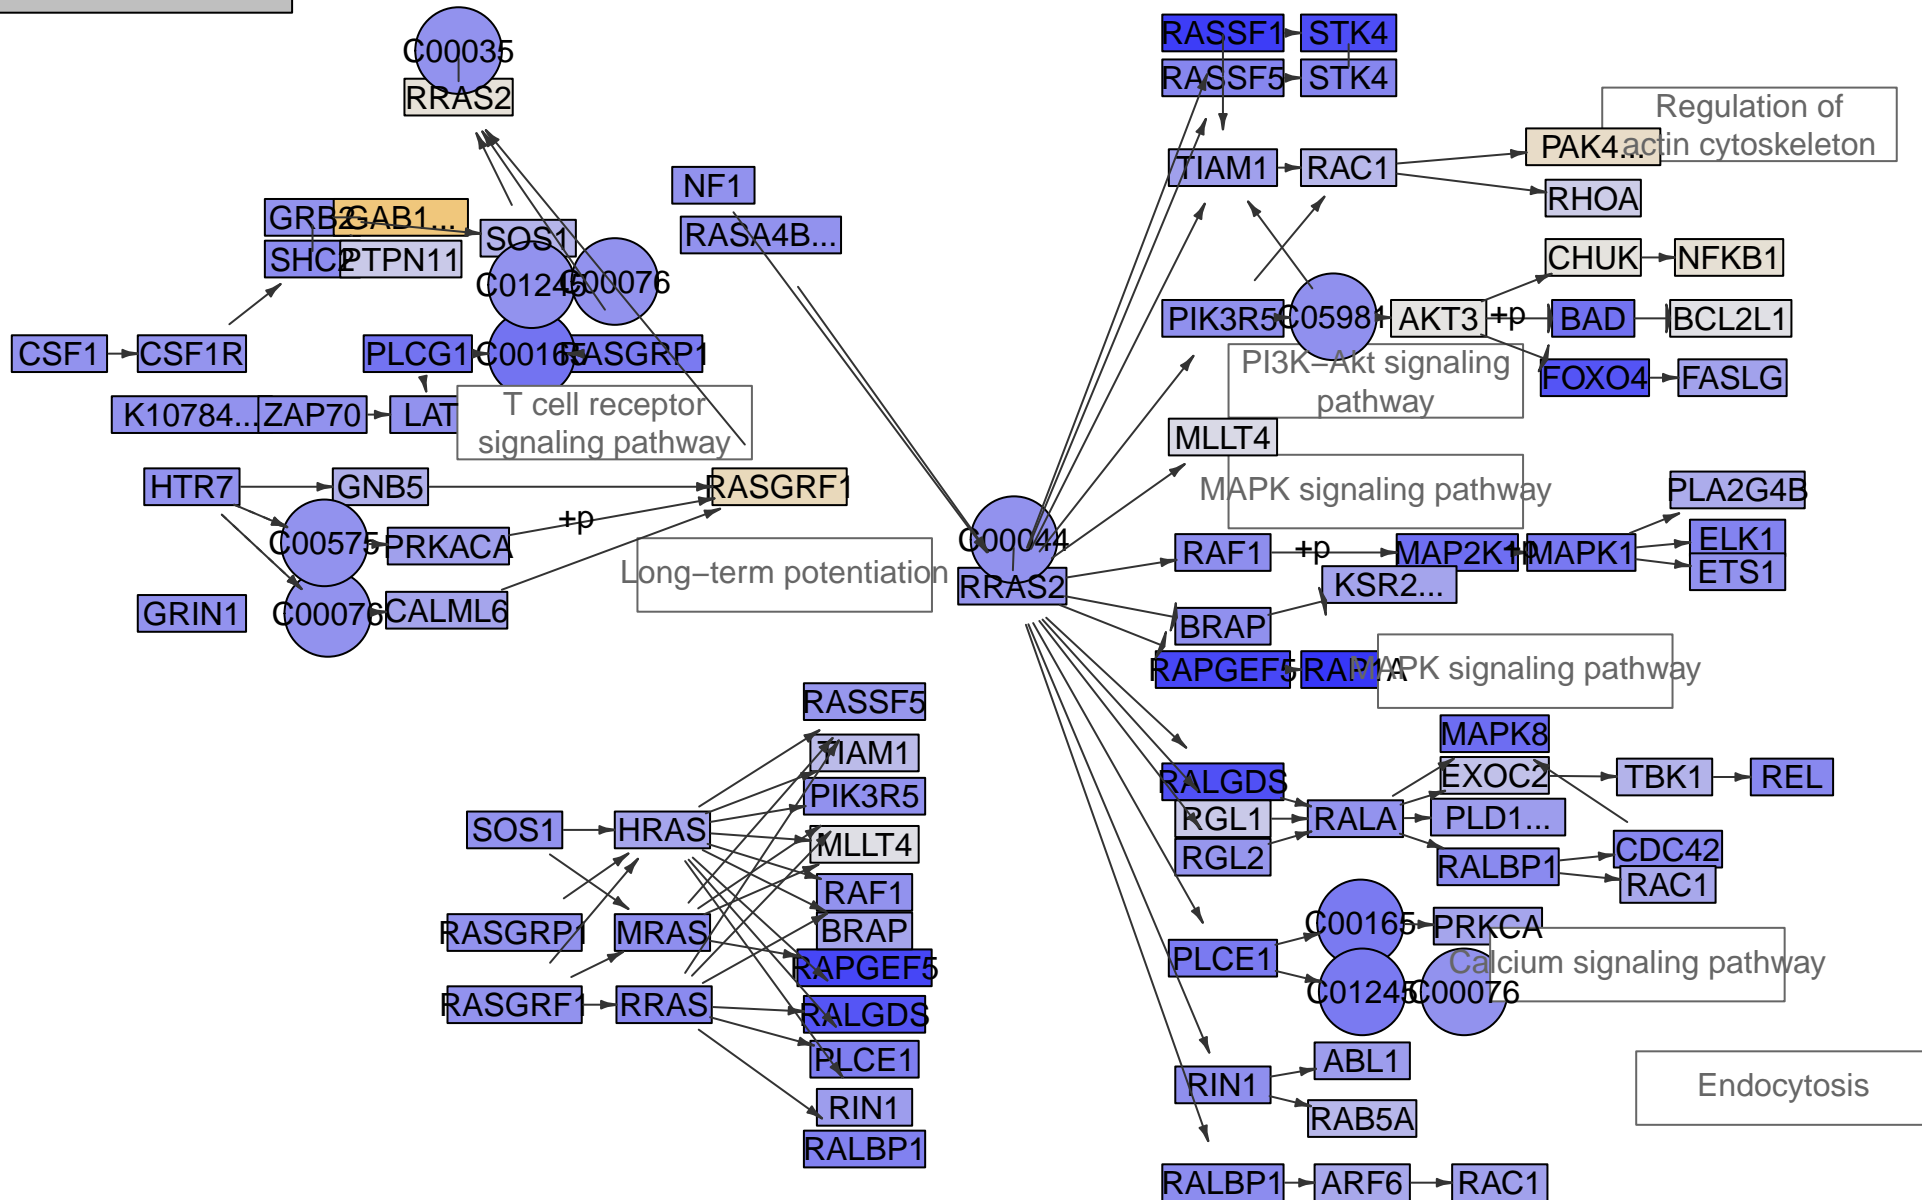 C00035
RRAS2
NF1
RASA4B...
GRB2
GAB1...
SOS1
SHC2
PTPN11
C01245
C00076
CSF1
CSF1R
PLCG1
C00165
RASGRP1
K10784...
ZAP70
LAT
T cell receptor
signaling pathway
HTR7
GNB5
RASGRF1
C00575
PRKACA
+p
GRIN1
C00076
CALML6
Long−term potentiation
C00044
RRAS2
RASSF1
STK4
RASSF5
STK4
Regulation of
actin cytoskeleton
PAK4...
TIAM1
RAC1
RHOA
CHUK
NFKB1
PIK3R5
C05981
AKT3
+p
BAD
BCL2L1
FOXO4
FASLG
PI3K−Akt signaling
pathway
MLLT4
MAPK signaling pathway
PLA2G4B
RAF1
+p
MAP2K1
+p
MAPK1
ELK1
ETS1
KSR2...
BRAP
RAPGEF5
RAP1A
MAPK signaling pathway
RASSF5
TIAM1
PIK3R5
SOS1
HRAS
MLLT4
RAF1
RASGRP1
MRAS
BRAP
RAPGEF5
RASGRF1
RRAS
RALGDS
PLCE1
RIN1
RALBP1
MAPK8
RALGDS
EXOC2
TBK1
REL
RGL1
RALA
PLD1...
RGL2
RALBP1
CDC42
RAC1
C00165
PRKCA
PLCE1
Calcium signaling pathway
C01245
C00076
ABL1
RIN1
RAB5A
Endocytosis
RALBP1
ARF6
RAC1